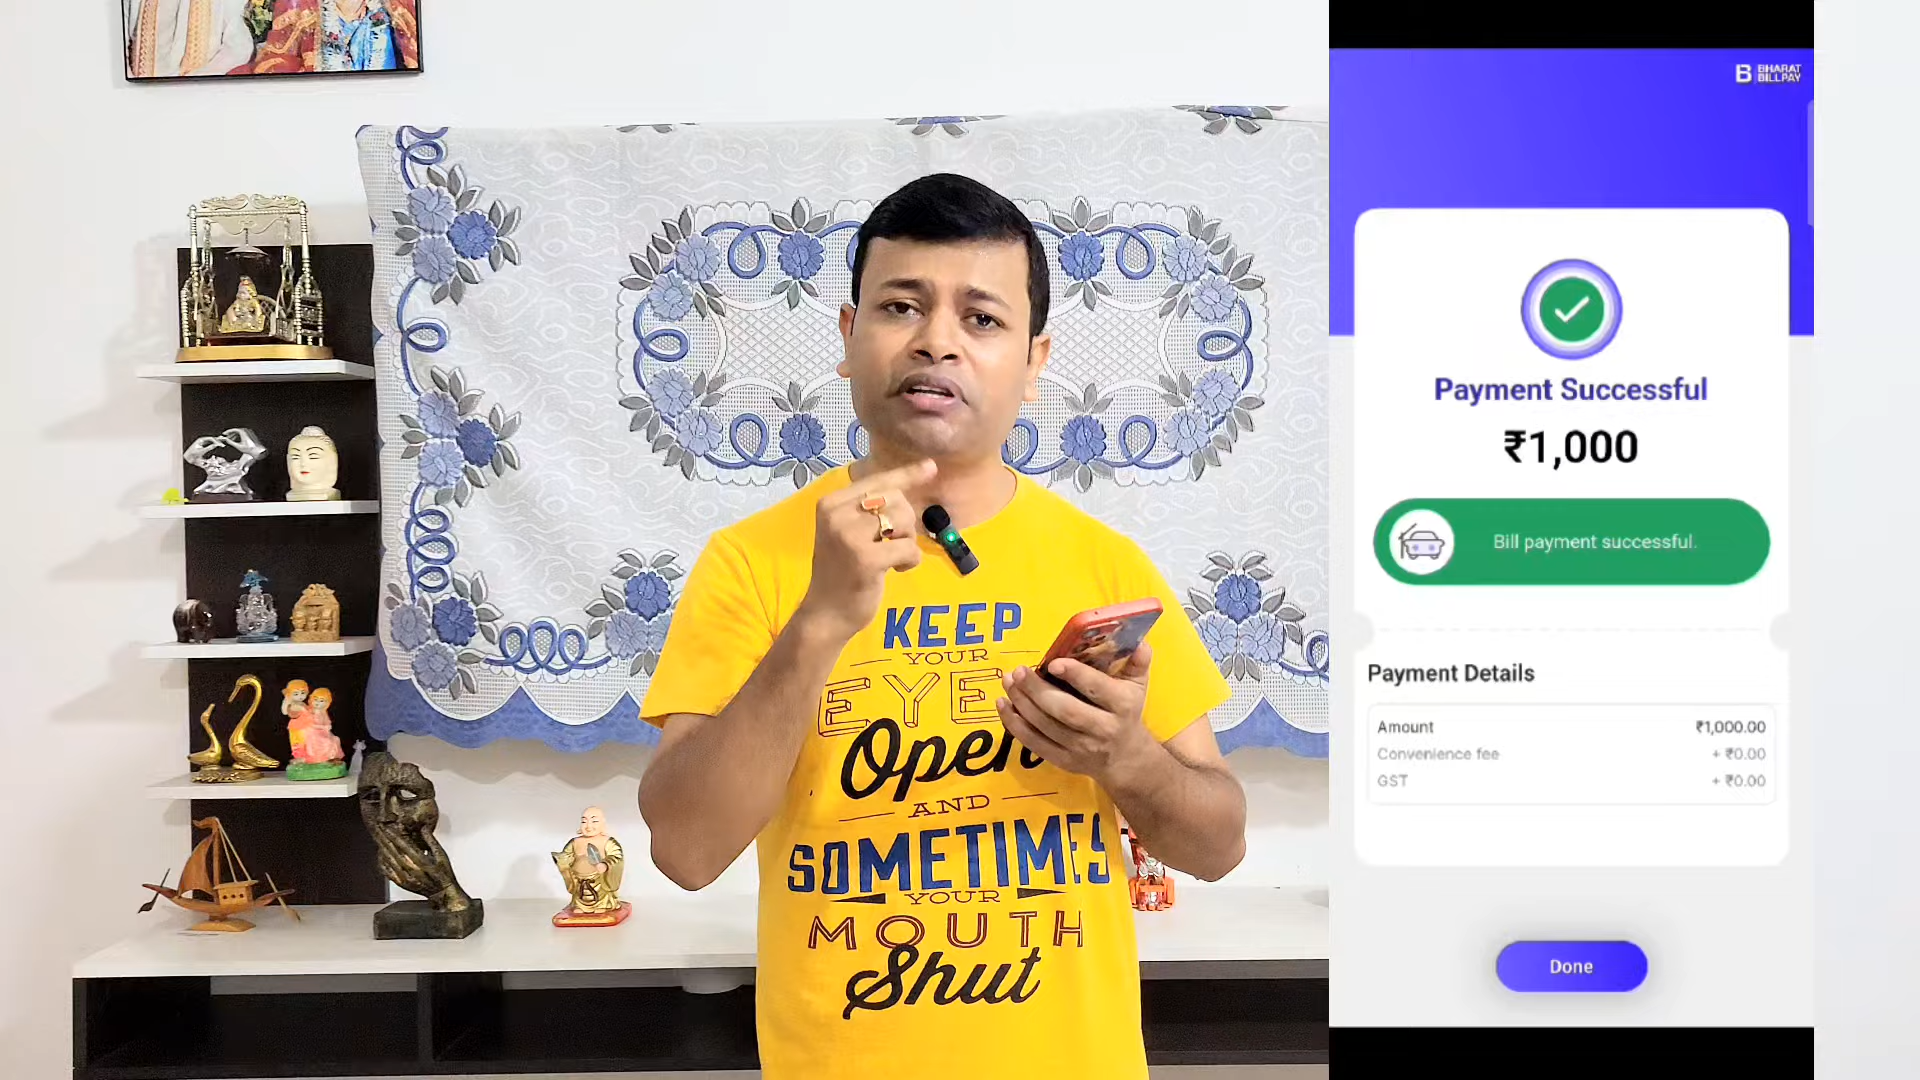 KEEP
YOUR
EYE
Open
AND
SOMETIMES
YOUR
MOUTH
Shut
B BHARAT
BILLPAY
Payment Successful
₹1,000
Bill payment successful.
Payment Details
Amount ₹1,000.00
Convenience fee + ₹0.00
GST + ₹0.00
Done